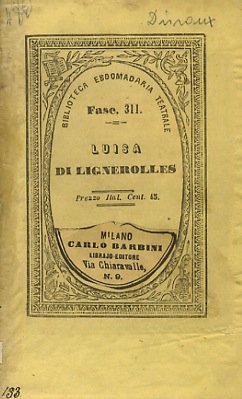 Dinaux
BIBLIOTECA EBDOMADARIA TEATRALE
Fasc. 311.
LUISA
DI LIGNEROLLES
Prezzo Ital. Cent. 45.
MILANO
CARLO BARBINI
LIBRAJO-EDITORE
Via Chiaravalle,
N. 9.
133